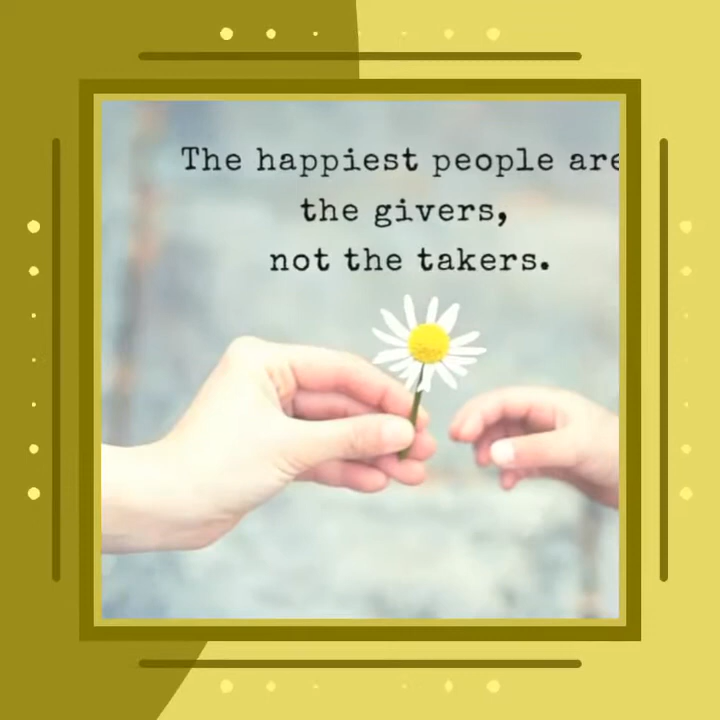 The happiest people are
the givers,
not the takers.